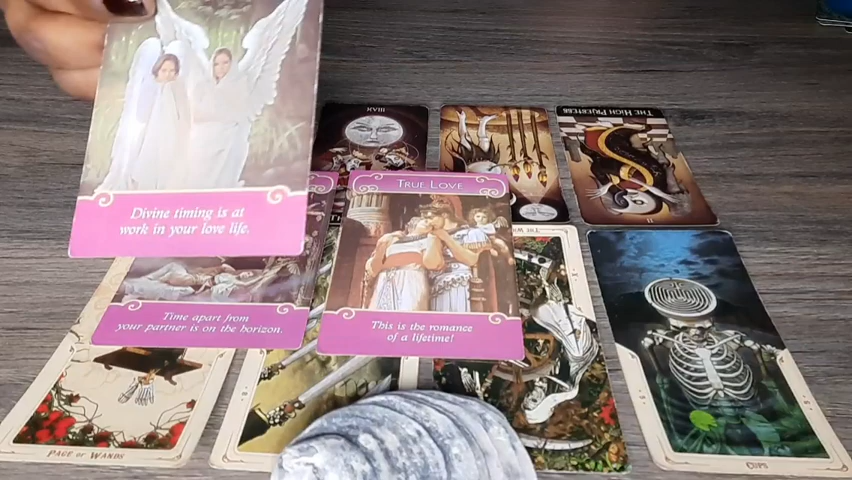 Divine timing is at
work in your love life.
XVIII
THE HIGH PRIESTESS
II
TRUE LOVE
Time apart from
your partner is on the horizon.
This is the romance
of a lifetime!
PAGE OF WANDS
CUPS